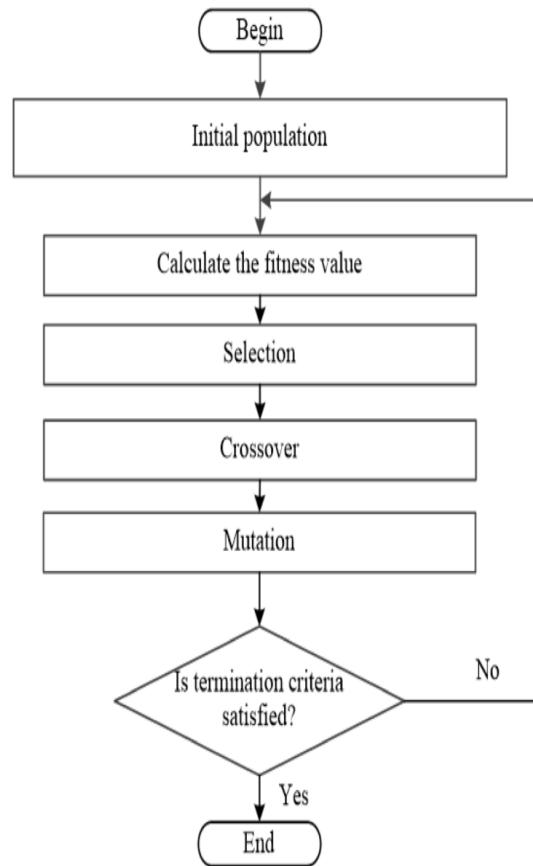 Begin
Initial population
Calculate the fitness value
Selection
Crossover
Mutation
Is termination criteria
satisfied?
No
Yes
End